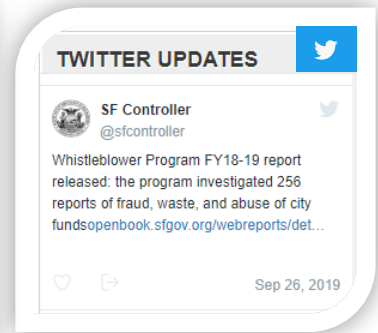 TWITTER UPDATES
SF Controller
@sfcontroller
Whistleblower Program FY18-19 report
released: the program investigated 256
reports of fraud, waste, and abuse of city
fundsopenbook.sfgov.org/webreports/det…
Sep 26, 2019